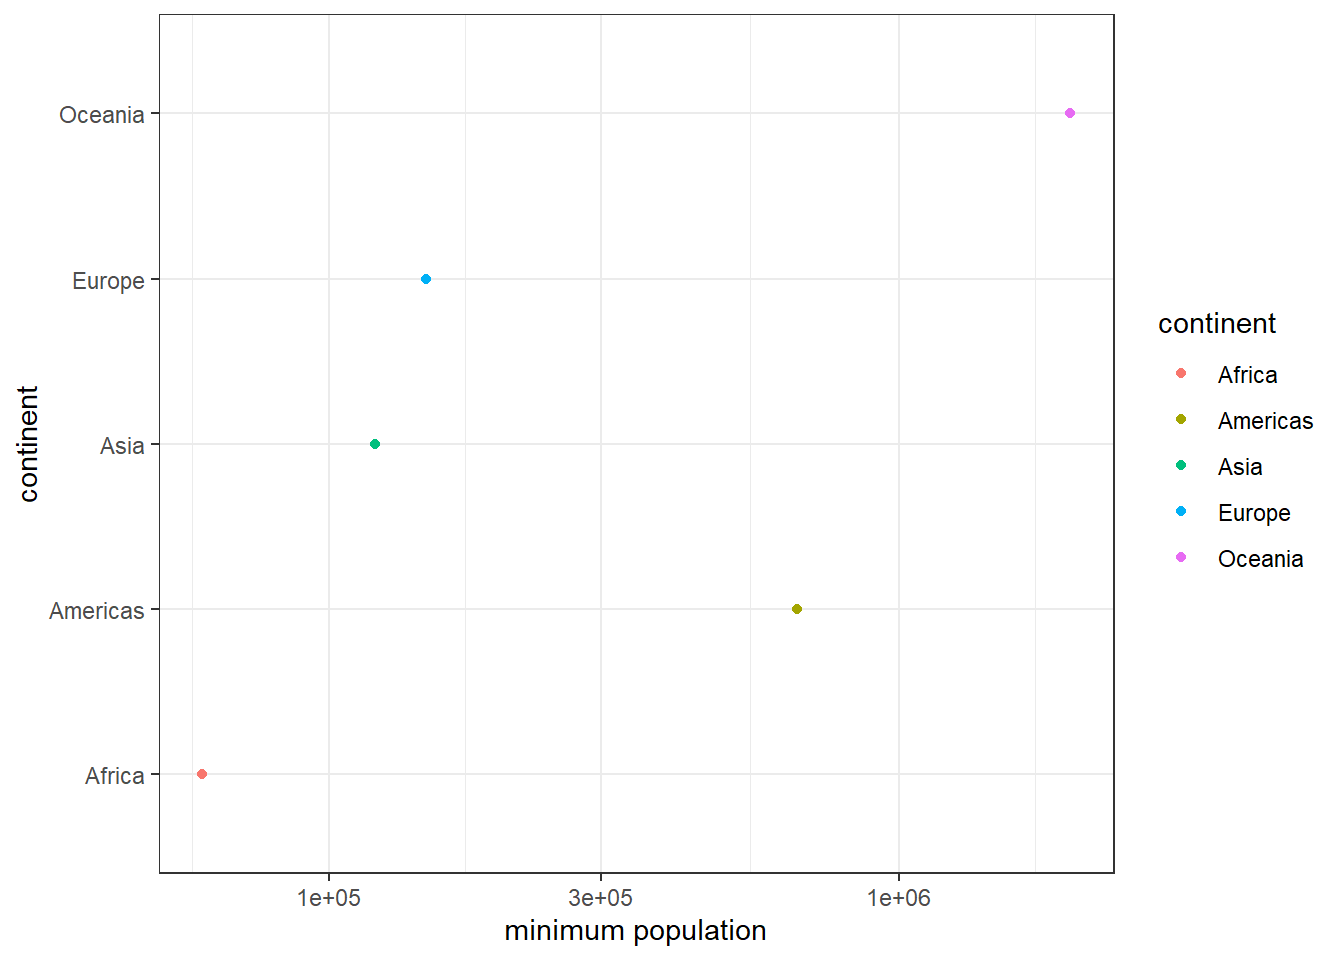 Oceania
Europe
Asia
Americas
Africa
continent
1e+05 3e+05 1e+06
minimum population
continent
Africa
Americas
Asia
Europe
Oceania